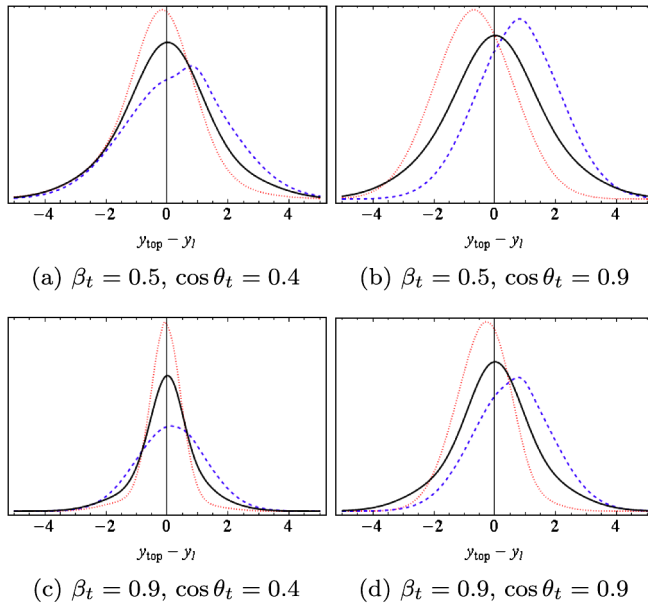 −4 −2 0 2 4 −4 −2 0 2 4
y_top − y_l y_top − y_l
(a) β_t = 0.5, cos θ_t = 0.4 (b) β_t = 0.5, cos θ_t = 0.9
−4 −2 0 2 4 −4 −2 0 2 4
y_top − y_l y_top − y_l
(c) β_t = 0.9, cos θ_t = 0.4 (d) β_t = 0.9, cos θ_t = 0.9